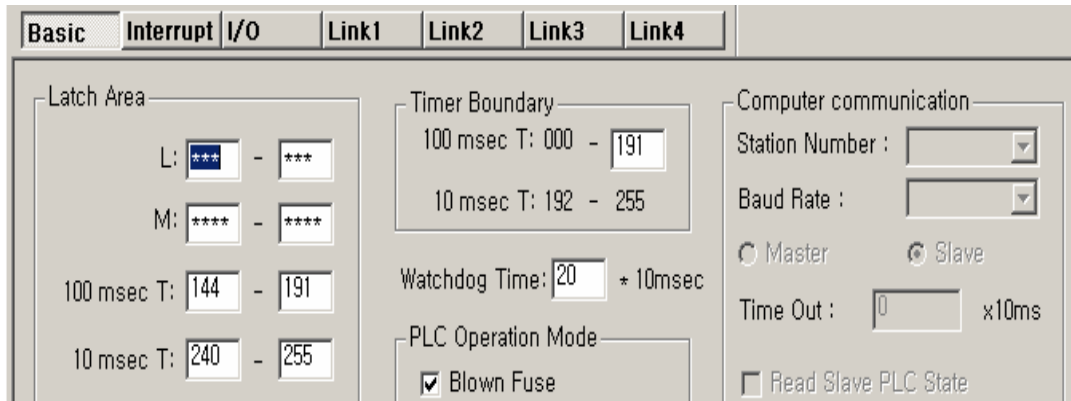 Basic Interrupt I/O Link1 Link2 Link3 Link4
Latch Area
L: *** - ***
M: **** - ****
100 msec T: 144 - 191
10 msec T: 240 - 255
Timer Boundary
100 msec T: 000 - 191
10 msec T: 192 - 255
Watchdog Time: 20 * 10msec
PLC Operation Mode
Blown Fuse
Computer communication
Station Number :
Baud Rate :
Master Slave
Time Out : 0 x10ms
Read Slave PLC State